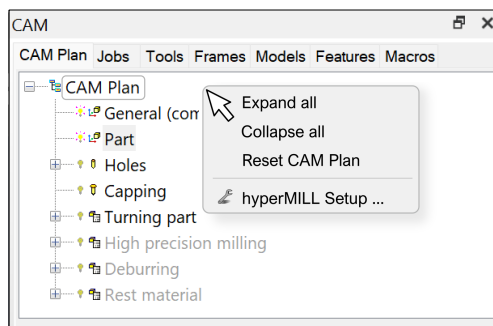 CAM
CAM Plan Jobs Tools Frames Models Features Macros
CAM Plan
General (com
Part
Holes
Capping
Turning part
High precision milling
Deburring
Rest material
Expand all
Collapse all
Reset CAM Plan
hyperMILL Setup ...